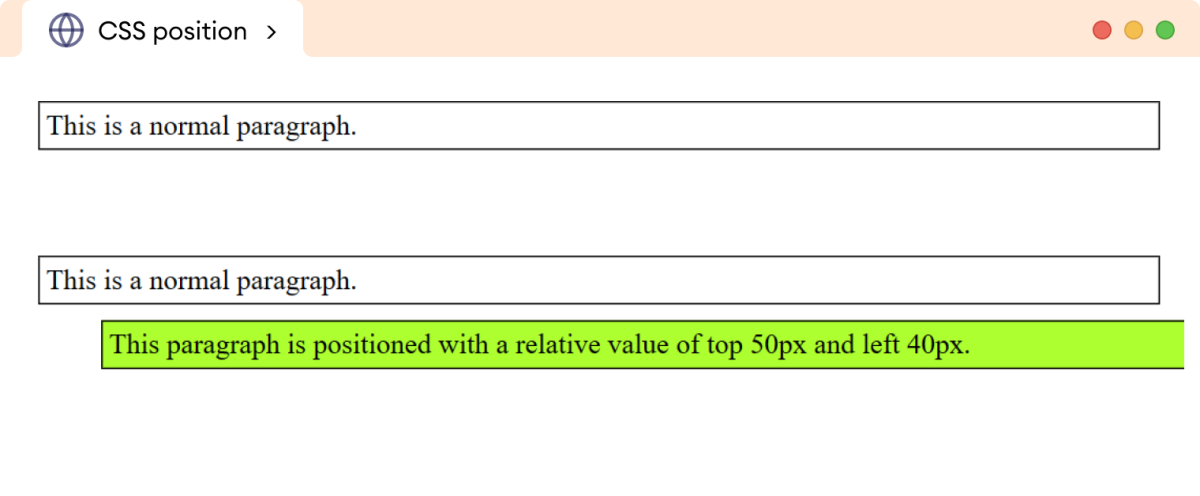 CSS position >
This is a normal paragraph.
This is a normal paragraph.
This paragraph is positioned with a relative value of top 50px and left 40px.